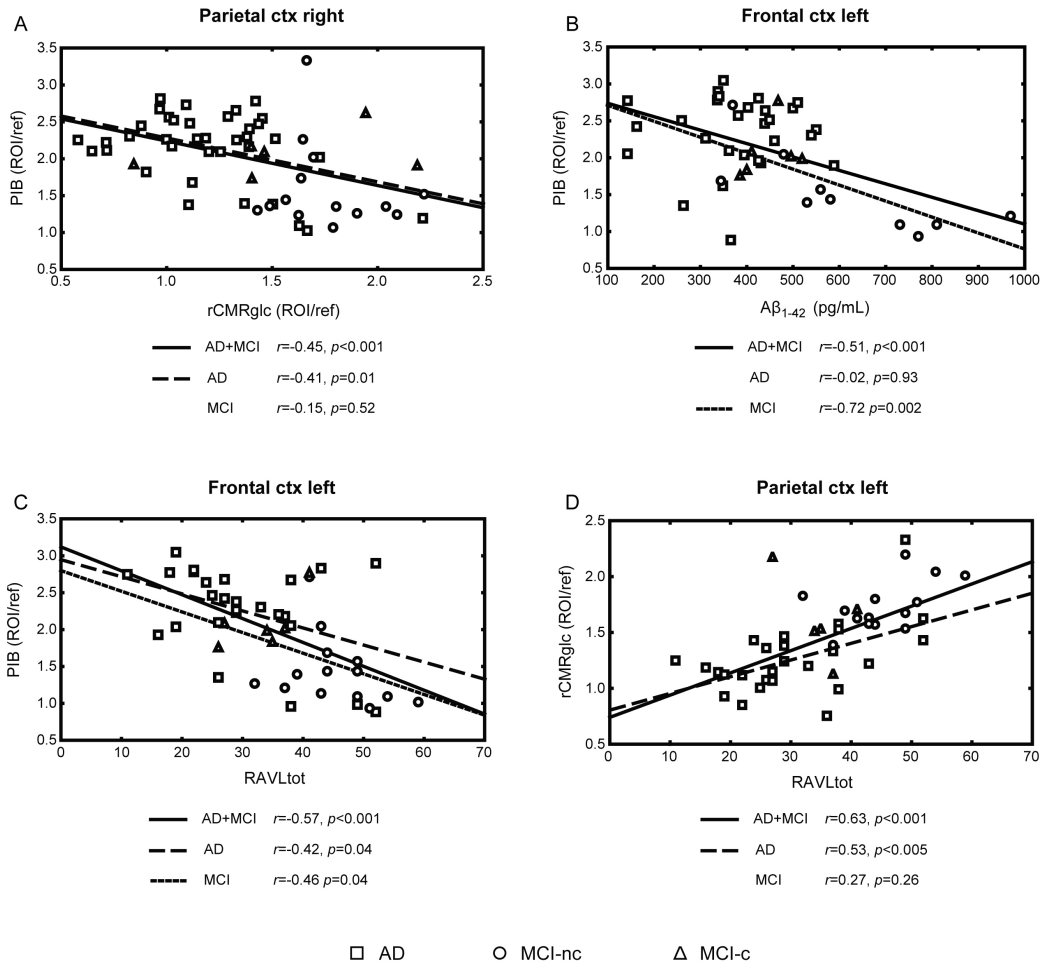 A
Parietal ctx right
3.5
3.0
2.5
2.0
1.5
1.0
0.5
PIB (ROI/ref)
0.5 1.0 1.5 2.0 2.5
rCMRglc (ROI/ref)
AD+MCI r=-0.45, p<0.001
AD r=-0.41, p=0.01
MCI r=-0.15, p=0.52
B
Frontal ctx left
3.5
3.0
2.5
2.0
1.5
1.0
0.5
PIB (ROI/ref)
100 200 300 400 500 600 700 800 900 1000
Aβ1-42 (pg/mL)
AD+MCI r=-0.51, p<0.001
AD r=-0.02, p=0.93
MCI r=-0.72 p=0.002
C
Frontal ctx left
3.5
3.0
2.5
2.0
1.5
1.0
0.5
PIB (ROI/ref)
0 10 20 30 40 50 60 70
RAVLtot
AD+MCI r=-0.57, p<0.001
AD r=-0.42, p=0.04
MCI r=-0.46 p=0.04
D
Parietal ctx left
2.5
2.0
1.5
1.0
0.5
rCMRglc (ROI/ref)
0 10 20 30 40 50 60 70
RAVLtot
AD+MCI r=0.63, p<0.001
AD r=0.53, p<0.005
MCI r=0.27, p=0.26
AD MCI-nc MCI-c